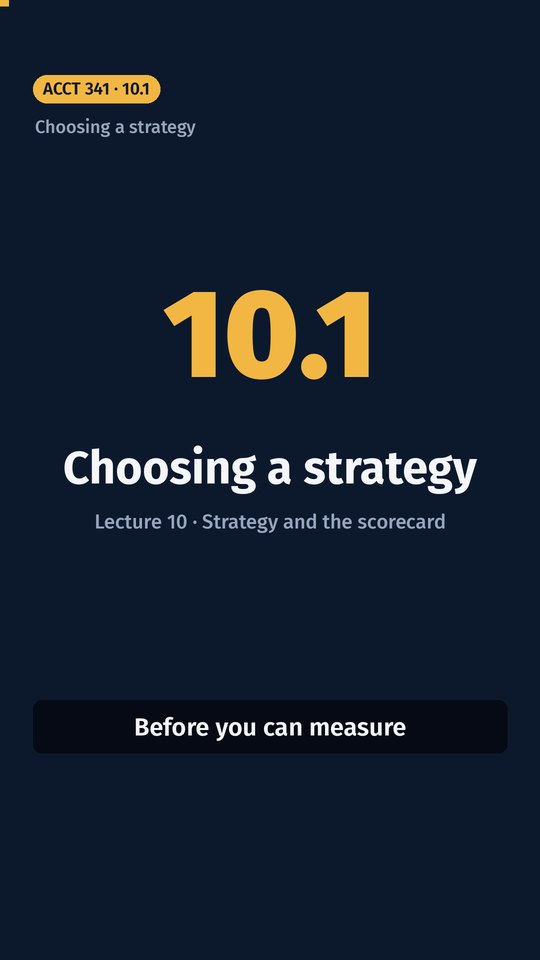 ACCT 341 · 10.1
Choosing a strategy
10.1
Choosing a strategy
Lecture 10 · Strategy and the scorecard
Before you can measure